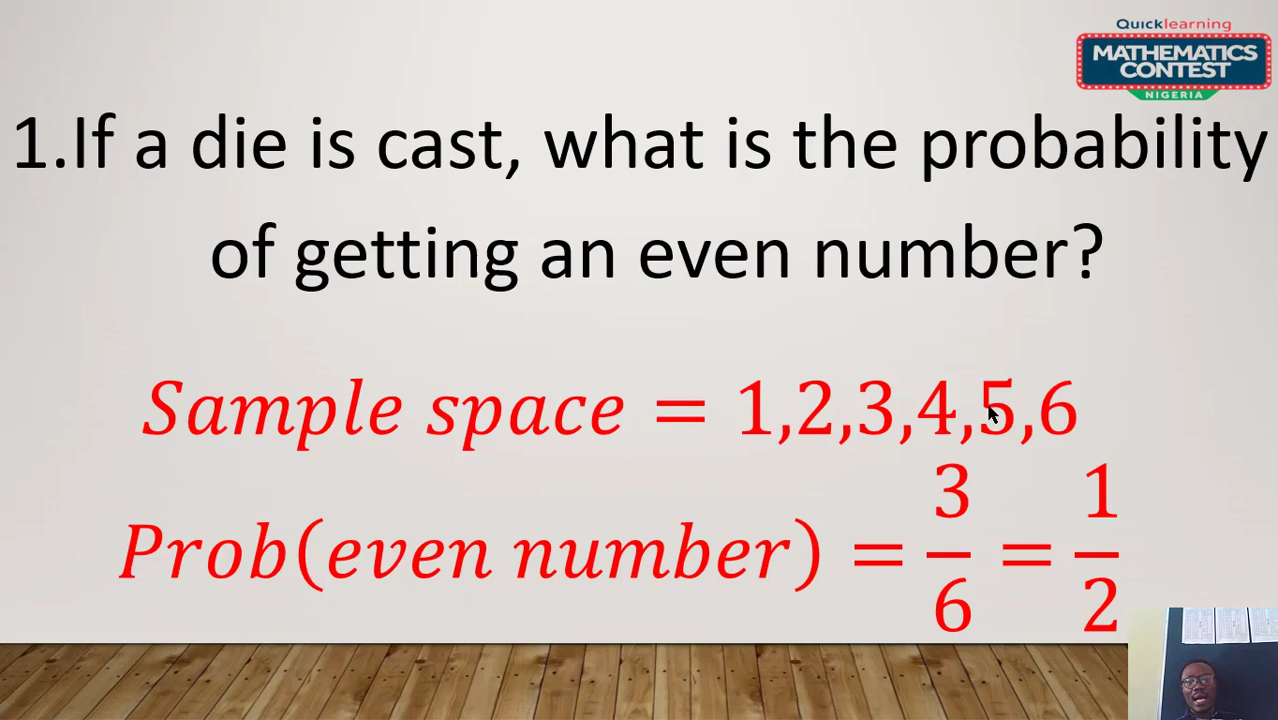 Quicklearning
MATHEMATICS
CONTEST
NIGERIA
1.If a die is cast, what is the probability
of getting an even number?
Sample space = 1,2,3,4,5,6
Prob(even number) = 3/6 = 1/2